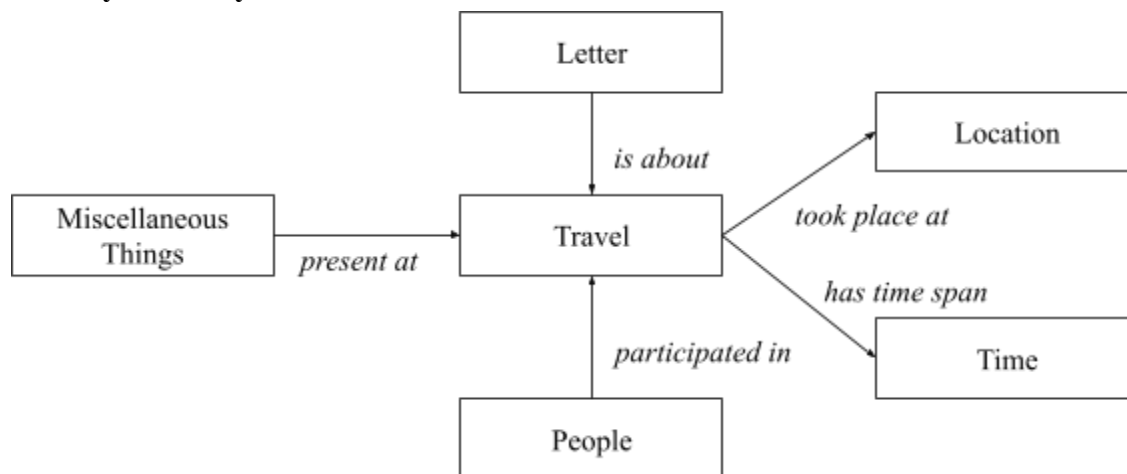 Letter
Location
is about
Miscellaneous
Things
Travel
took place at
present at
has time span
participated in
Time
People